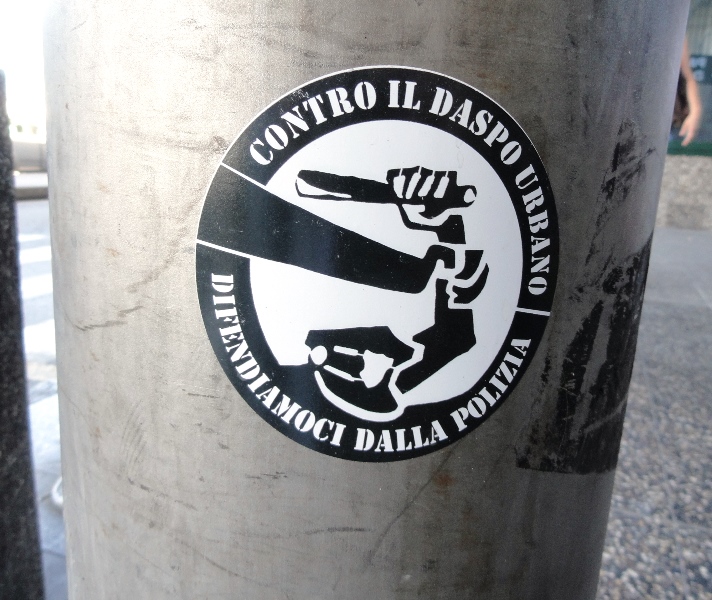 CONTRO IL DASPO URBANO
DIFENDIAMOCI DALLA POLIZIA